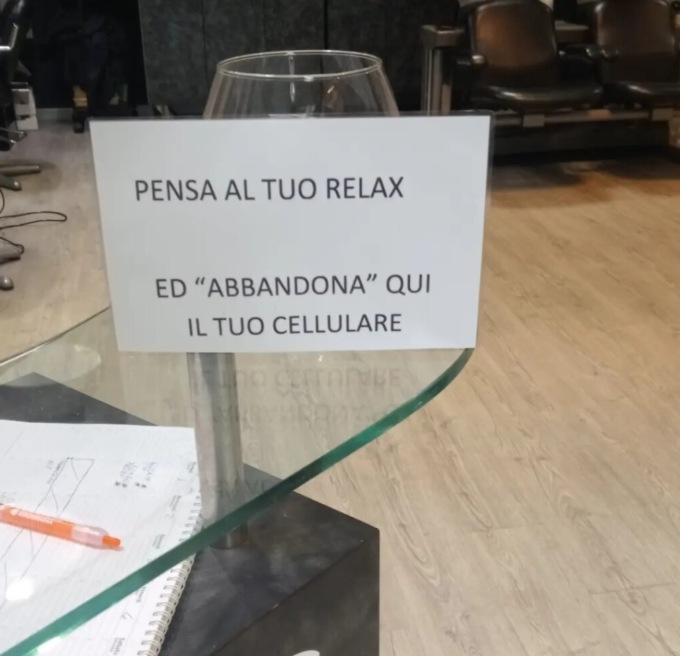 PENSA AL TUO RELAX
ED “ABBANDONA” QUI
IL TUO CELLULARE